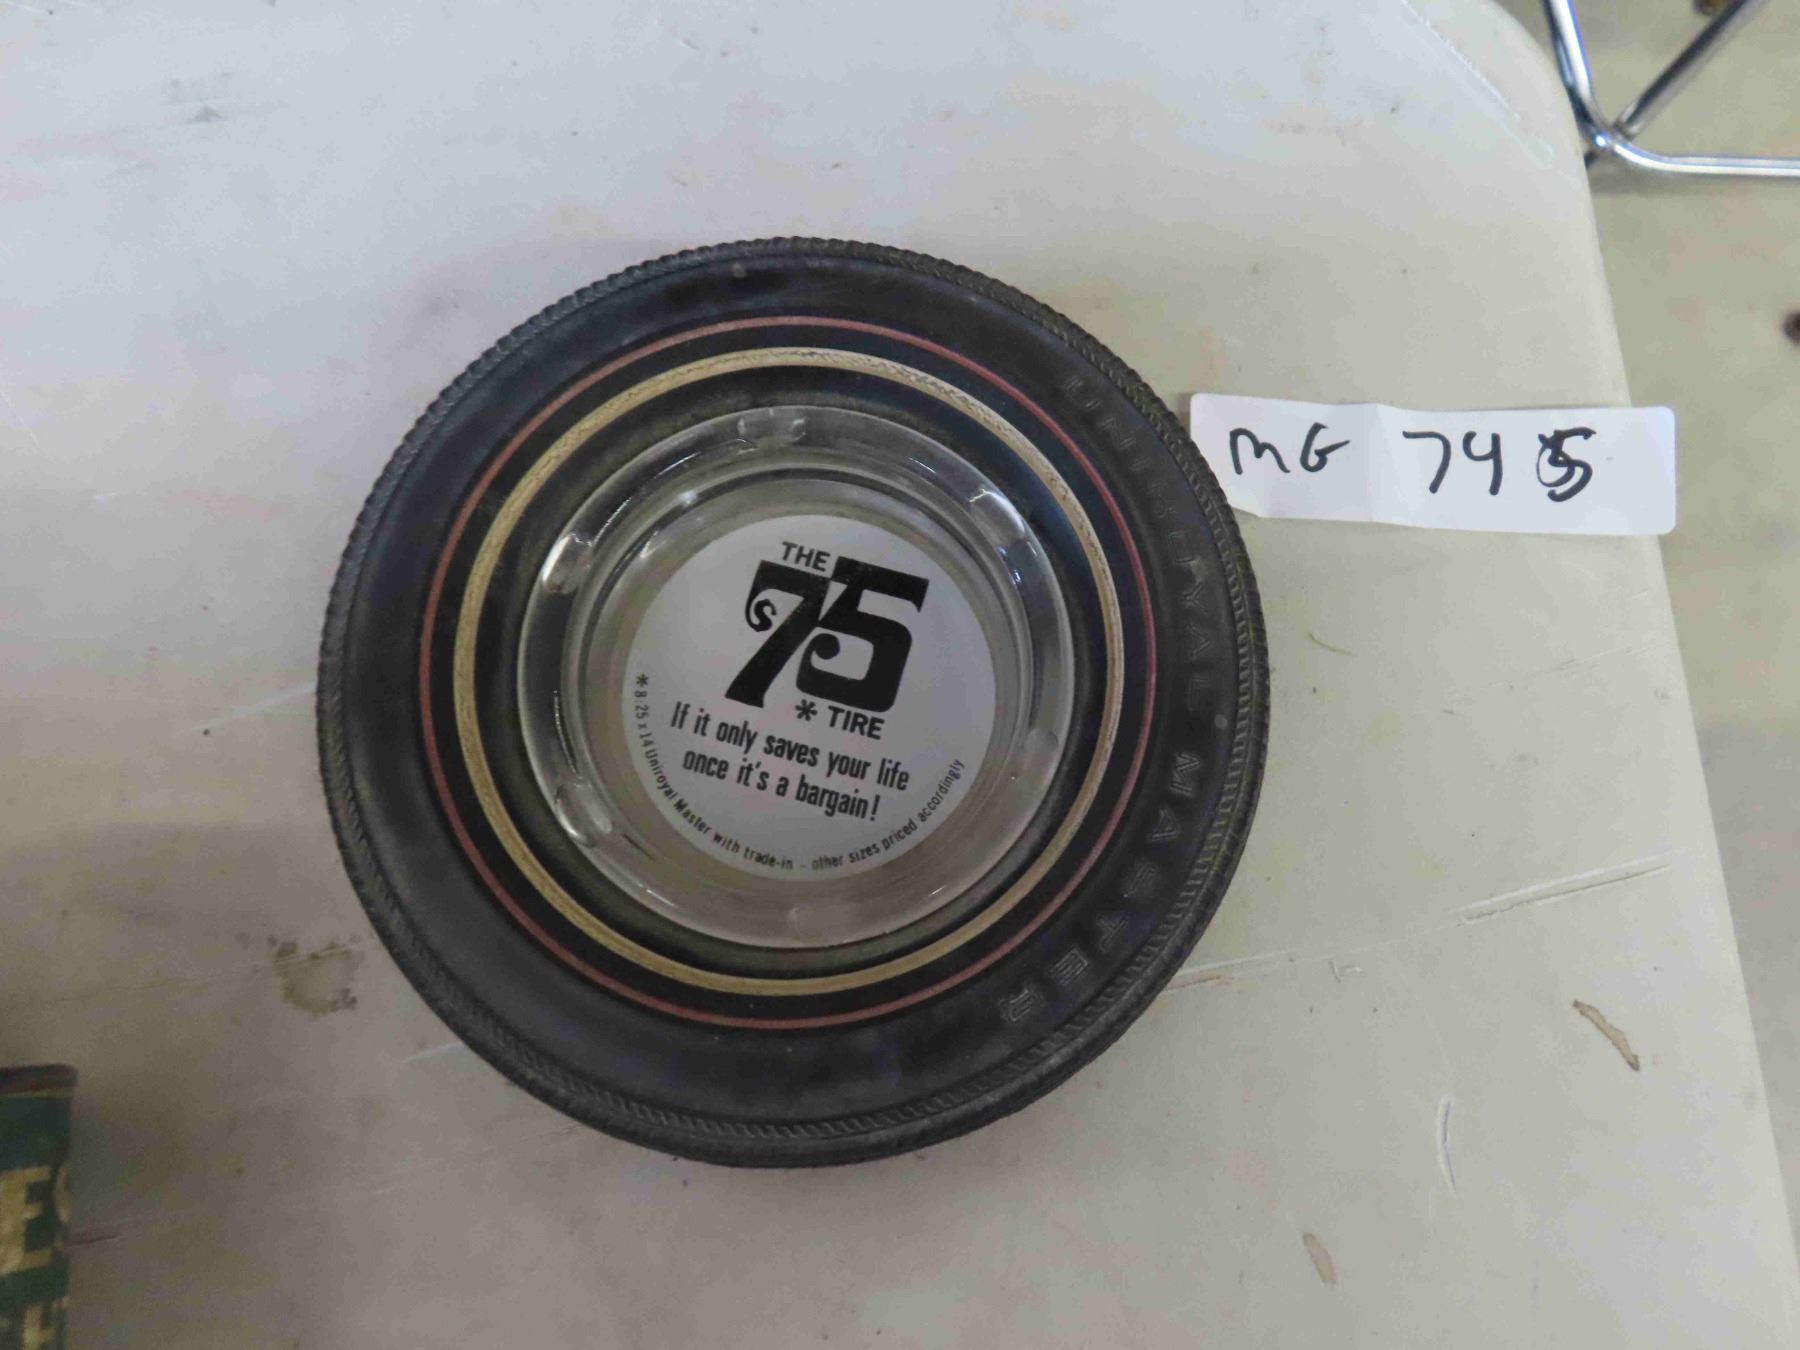 THE
$75
* TIRE
If it only saves your life
once it's a bargain!
*8:25 x 14 Uniroyal Master with trade-in - other sizes priced accordingly
UNIROYAL MASTER
MG 745